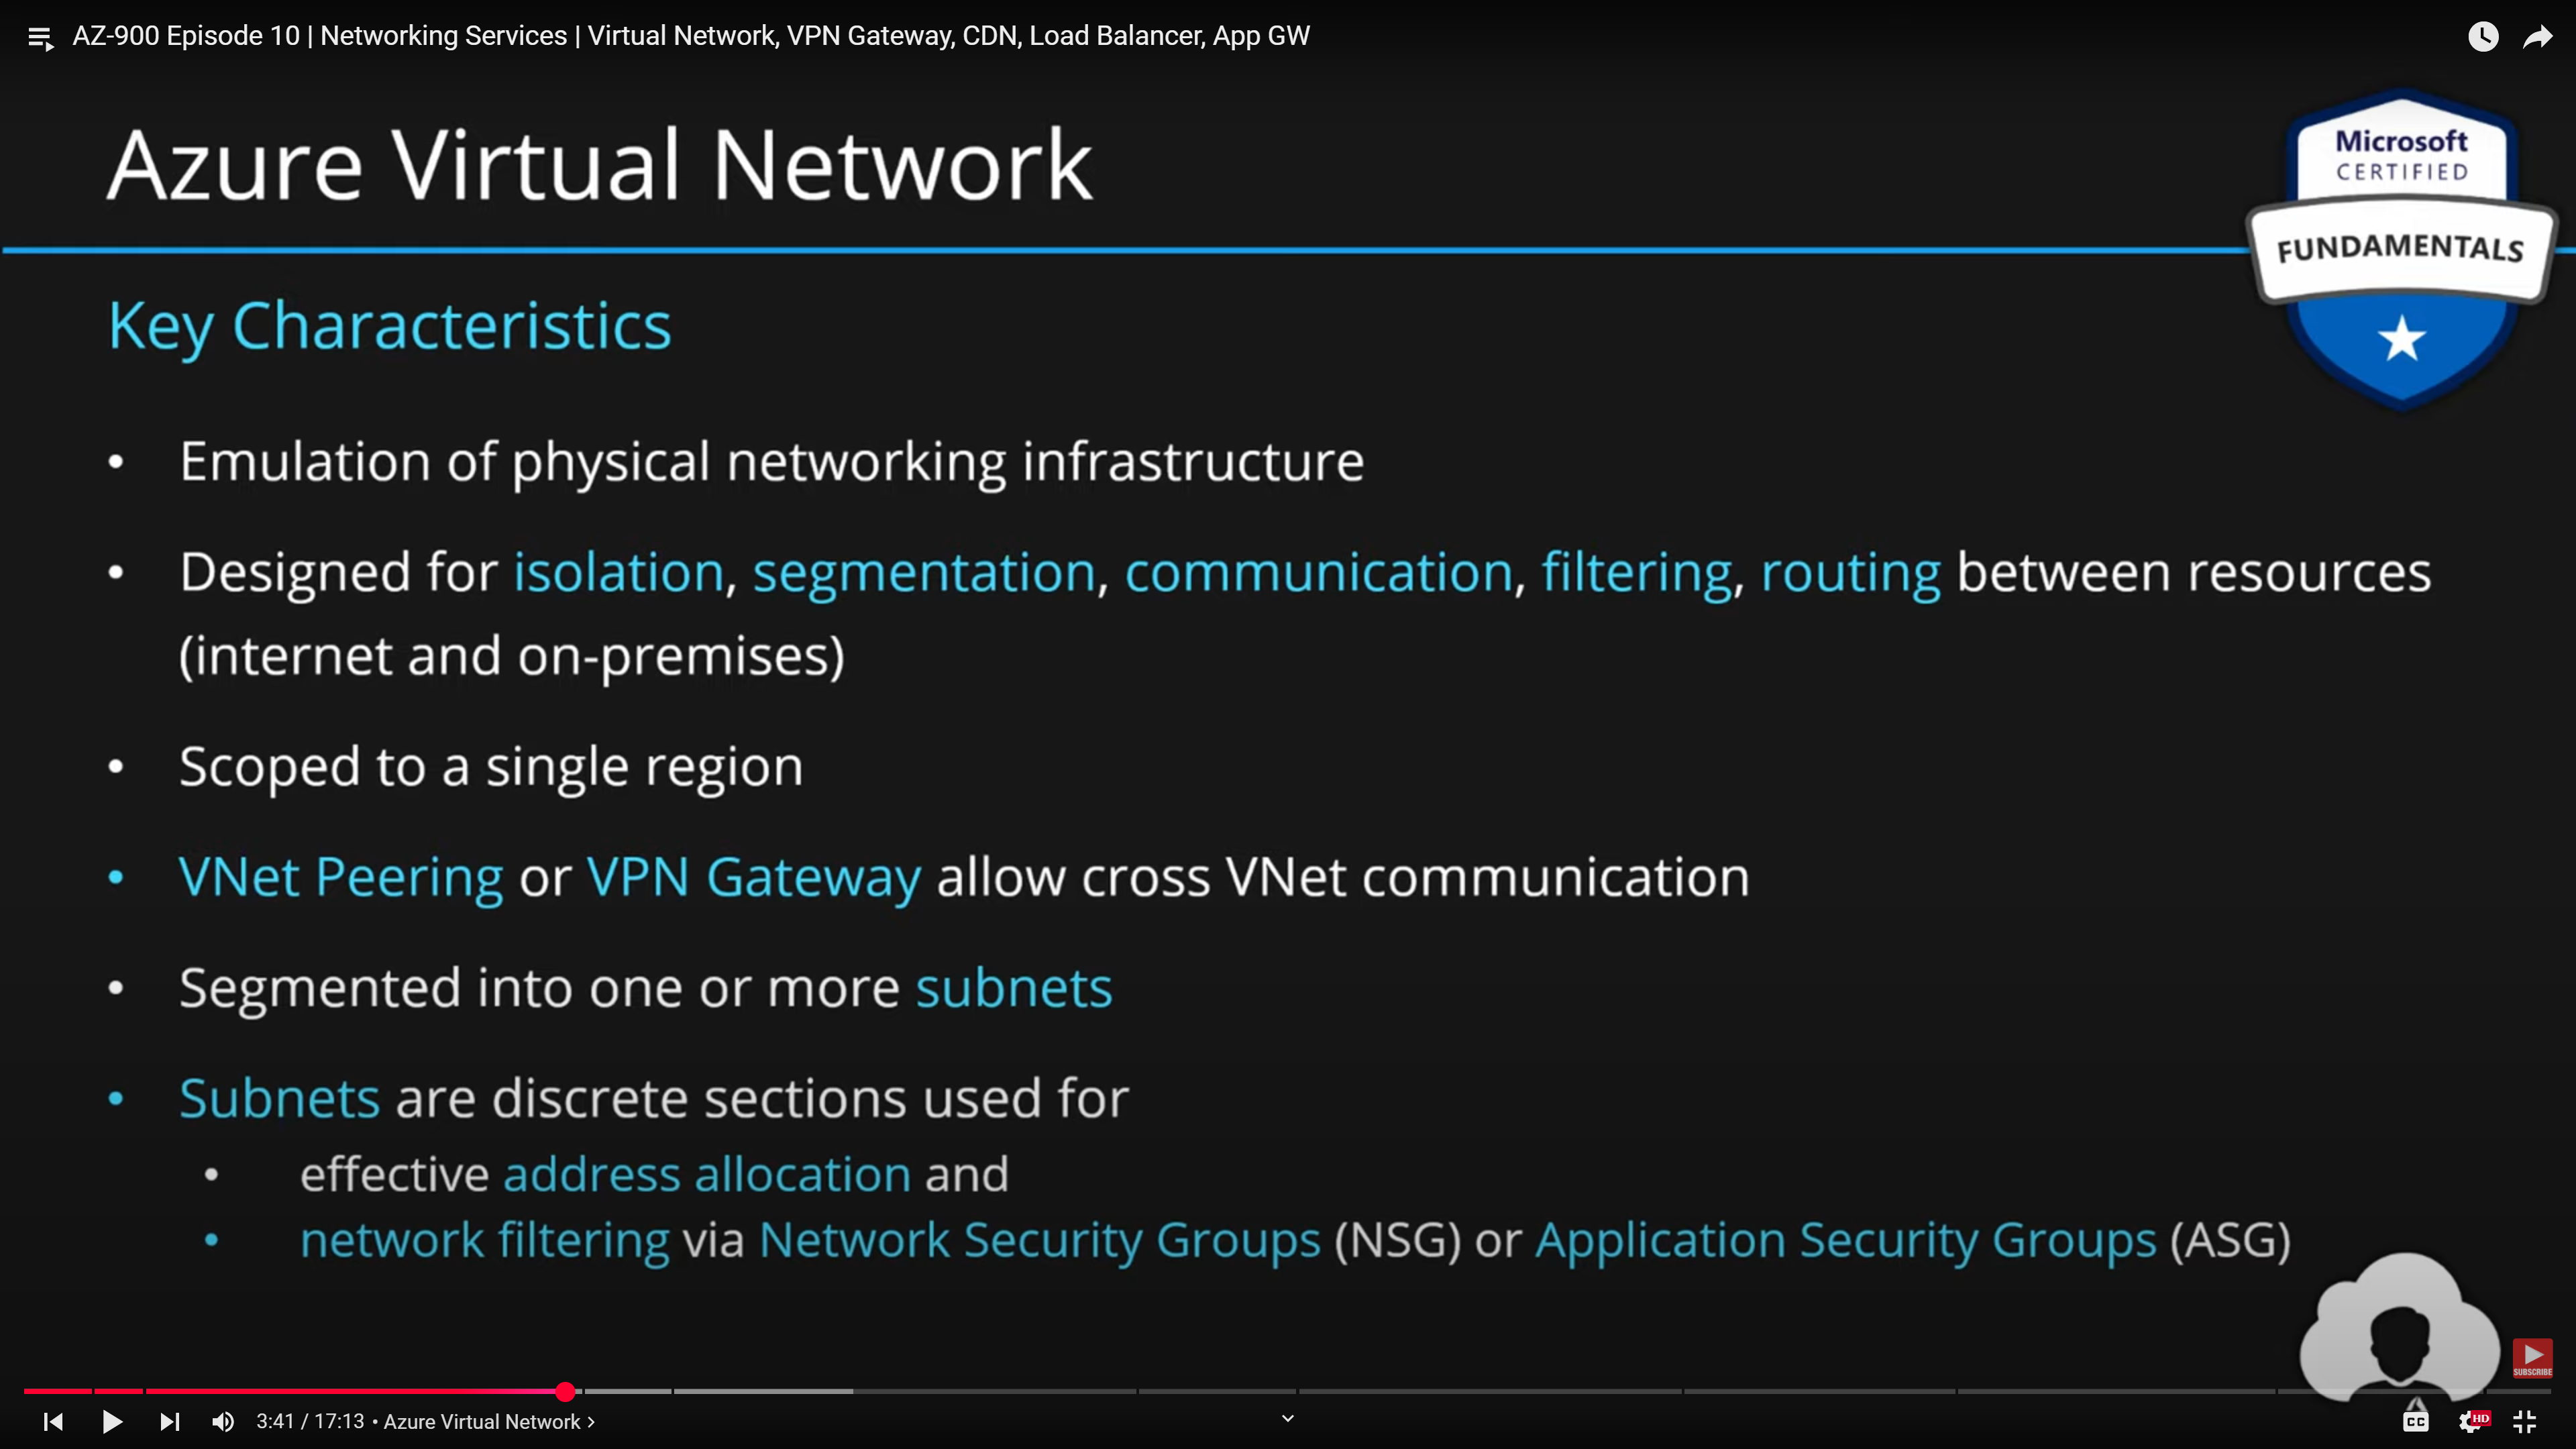 AZ-900 Episode 10 | Networking Services | Virtual Network, VPN Gateway, CDN, Load Balancer, App GW
Azure Virtual Network
Microsoft
CERTIFIED
FUNDAMENTALS
Key Characteristics
• Emulation of physical networking infrastructure
• Designed for isolation, segmentation, communication, filtering, routing between resources
(internet and on-premises)
• Scoped to a single region
• VNet Peering or VPN Gateway allow cross VNet communication
• Segmented into one or more subnets
• Subnets are discrete sections used for
• effective address allocation and
• network filtering via Network Security Groups (NSG) or Application Security Groups (ASG)
SUBSCRIBE
3:41 / 17:13 • Azure Virtual Network ›
CC
HD